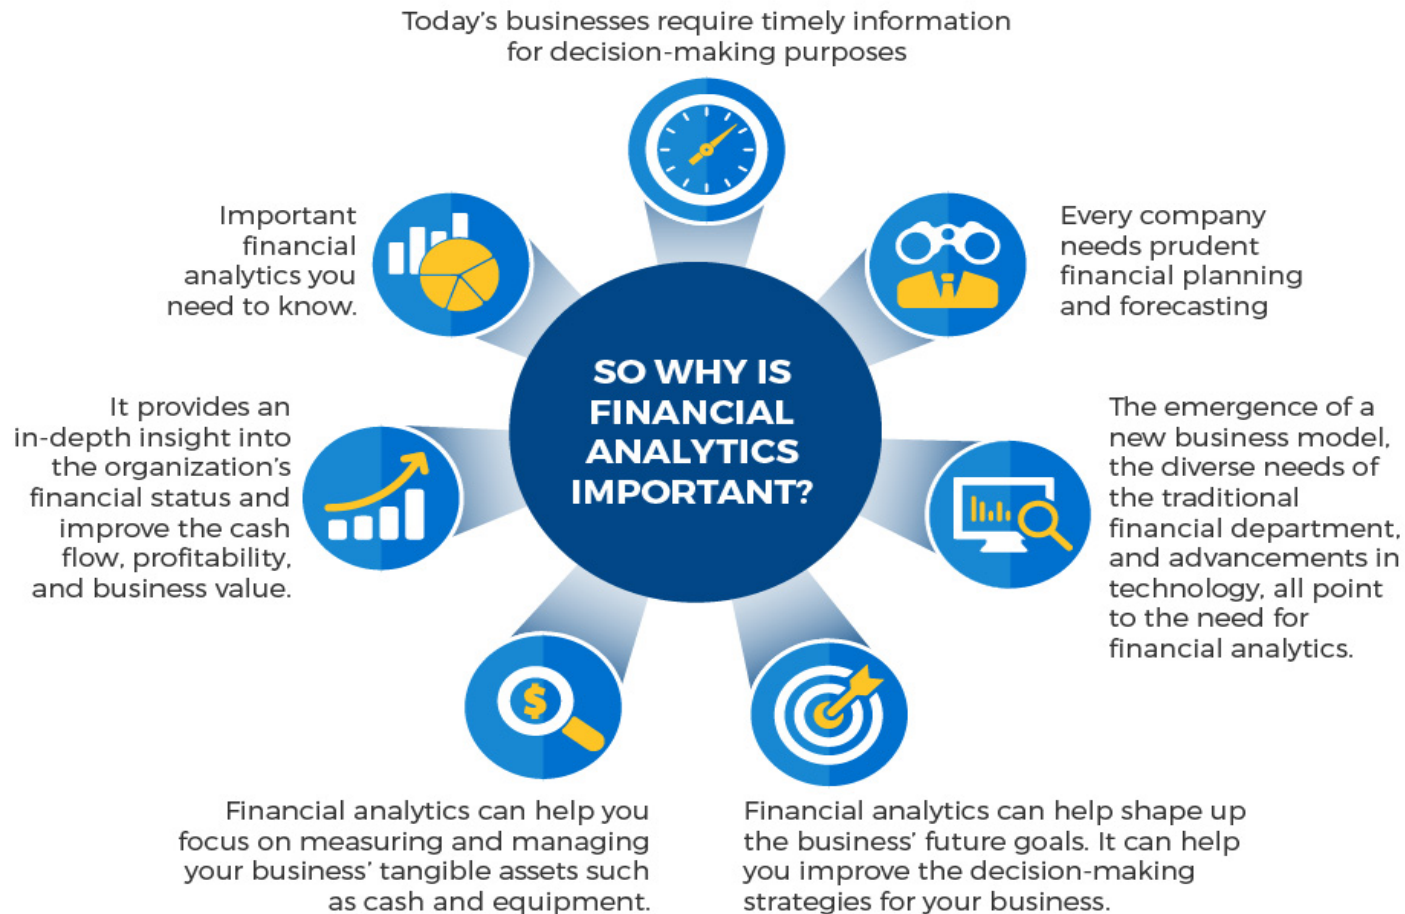 Today's businesses require timely information
for decision-making purposes
Important
financial
analytics you
need to know.
Every company
needs prudent
financial planning
and forecasting
SO WHY IS
FINANCIAL
ANALYTICS
IMPORTANT?
It provides an
in-depth insight into
the organization's
financial status and
improve the cash
flow, profitability,
and business value.
The emergence of a
new business model,
the diverse needs of
the traditional
financial department,
and advancements in
technology, all point
to the need for
financial analytics.
$
Financial analytics can help you
focus on measuring and managing
your business' tangible assets such
as cash and equipment.
Financial analytics can help shape up
the business' future goals. It can help
you improve the decision-making
strategies for your business.